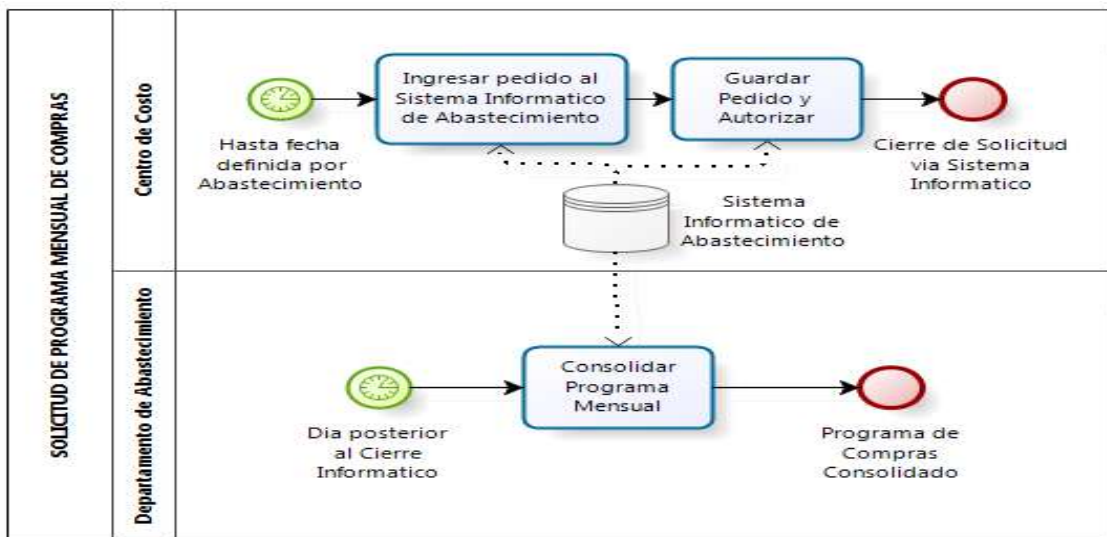 SOLICITUD DE PROGRAMA MENSUAL DE COMPRAS
Centro de Costo
Hasta fecha
definida por
Abastecimiento
Ingresar pedido al
Sistema Informatico
de Abastecimiento
Guardar
Pedido y
Autorizar
Cierre de Solicitud
via Sistema
Informatico
Sistema
Informatico de
Abastecimiento
Departamento de Abastecimiento
Dia posterior
al Cierre
Informatico
Consolidar
Programa
Mensual
Programa de
Compras
Consolidado